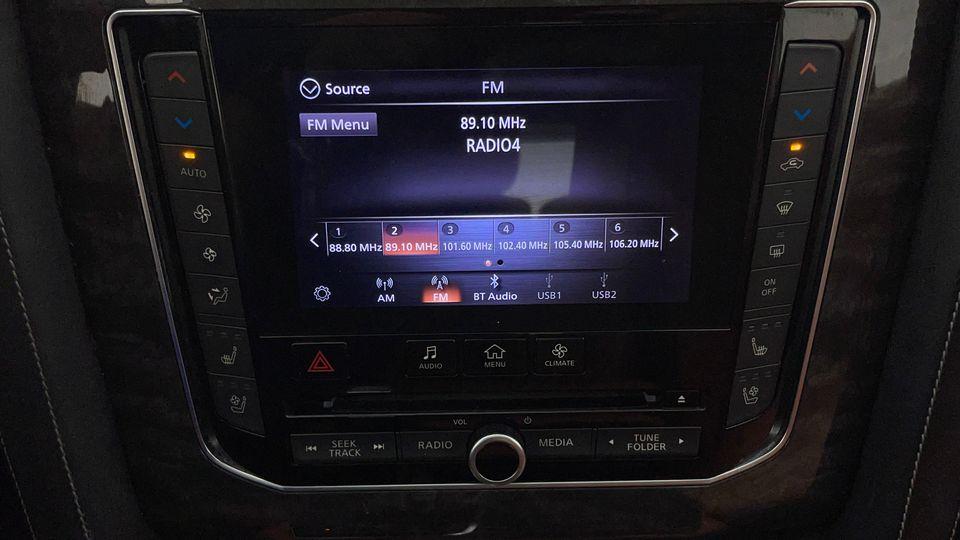 Source
FM
FM Menu
89.10 MHz
RADIO4
1 2 3 4 5 6
88.80 MHz 89.10 MHz 101.60 MHz 102.40 MHz 105.40 MHz 106.20 MHz
AM FM BT Audio USB1 USB2
AUTO
ON
OFF
AUDIO MENU CLIMATE
VOL
SEEK
TRACK
RADIO
MEDIA
TUNE
FOLDER